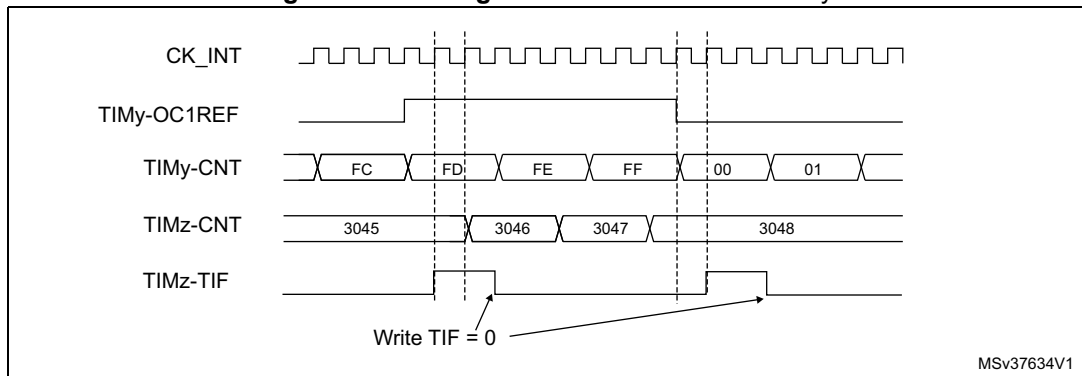 CK_INT
TIMy-OC1REF
TIMy-CNT FC FD FE FF 00 01
TIMz-CNT 3045 3046 3047 3048
TIMz-TIF
Write TIF = 0
MSv37634V1